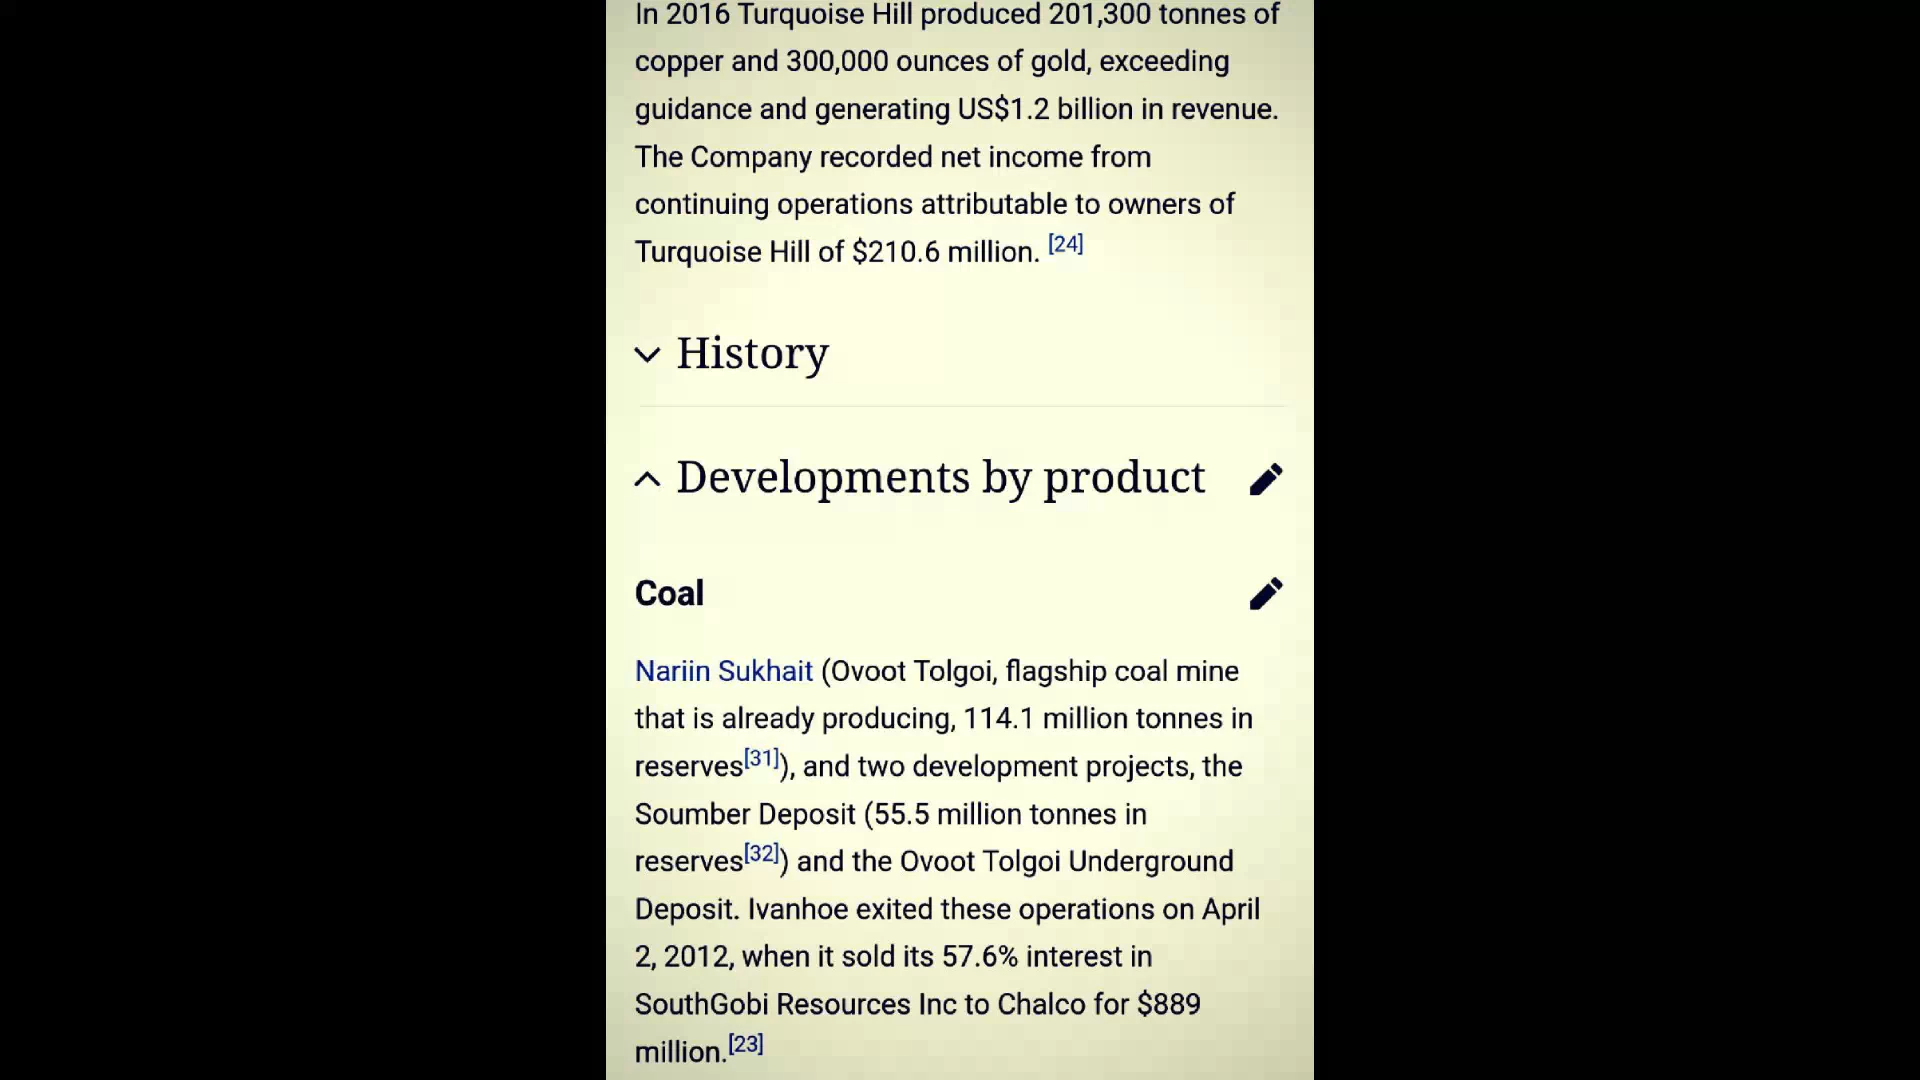 In 2016 Turquoise Hill produced 201,300 tonnes of
copper and 300,000 ounces of gold, exceeding
guidance and generating US$1.2 billion in revenue.
The Company recorded net income from
continuing operations attributable to owners of
Turquoise Hill of $210.6 million. [24]
History
Developments by product
Coal
Nariin Sukhait (Ovoot Tolgoi, flagship coal mine
that is already producing, 114.1 million tonnes in
reserves[31]), and two development projects, the
Soumber Deposit (55.5 million tonnes in
reserves[32]) and the Ovoot Tolgoi Underground
Deposit. Ivanhoe exited these operations on April
2, 2012, when it sold its 57.6% interest in
SouthGobi Resources Inc to Chalco for $889
million.[23]